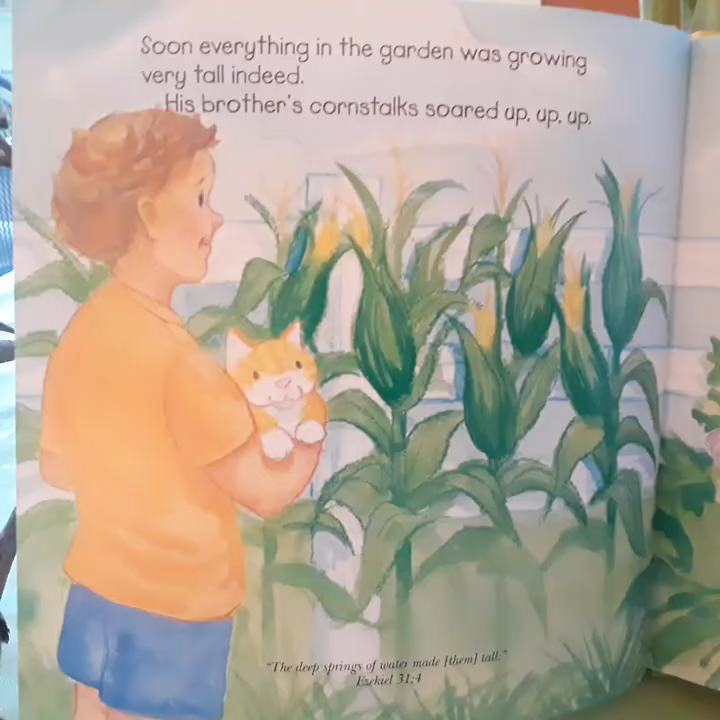 Soon everything in the garden was growing
very tall indeed.
His brother's cornstalks soared up, up, up.
"The deep springs of water made [them] tall."
Ezekiel 31:4